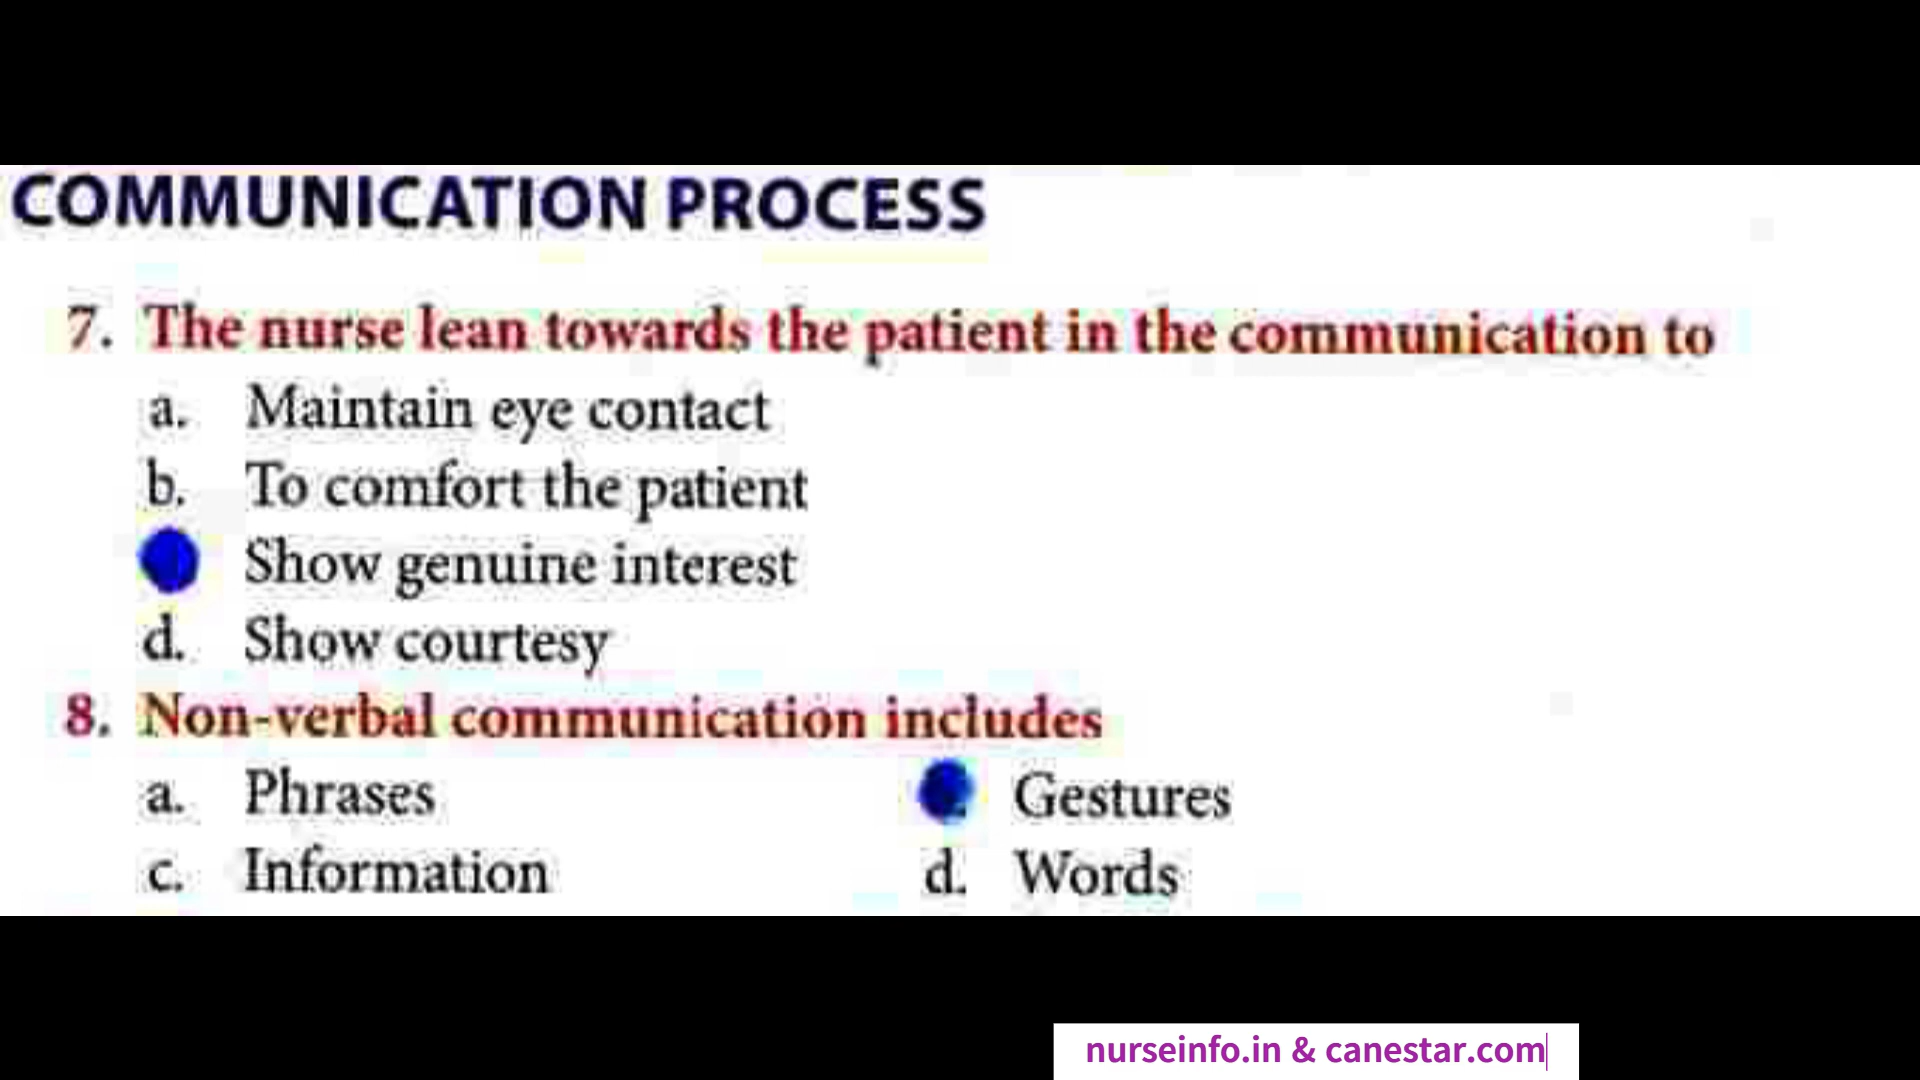 COMMUNICATION PROCESS
7. The nurse lean towards the patient in the communication to
a. Maintain eye contact
b. To comfort the patient
Show genuine interest
d. Show courtesy
8. Non-verbal communication includes
a. Phrases Gestures
c. Information d. Words
nurseinfo.in & canestar.com